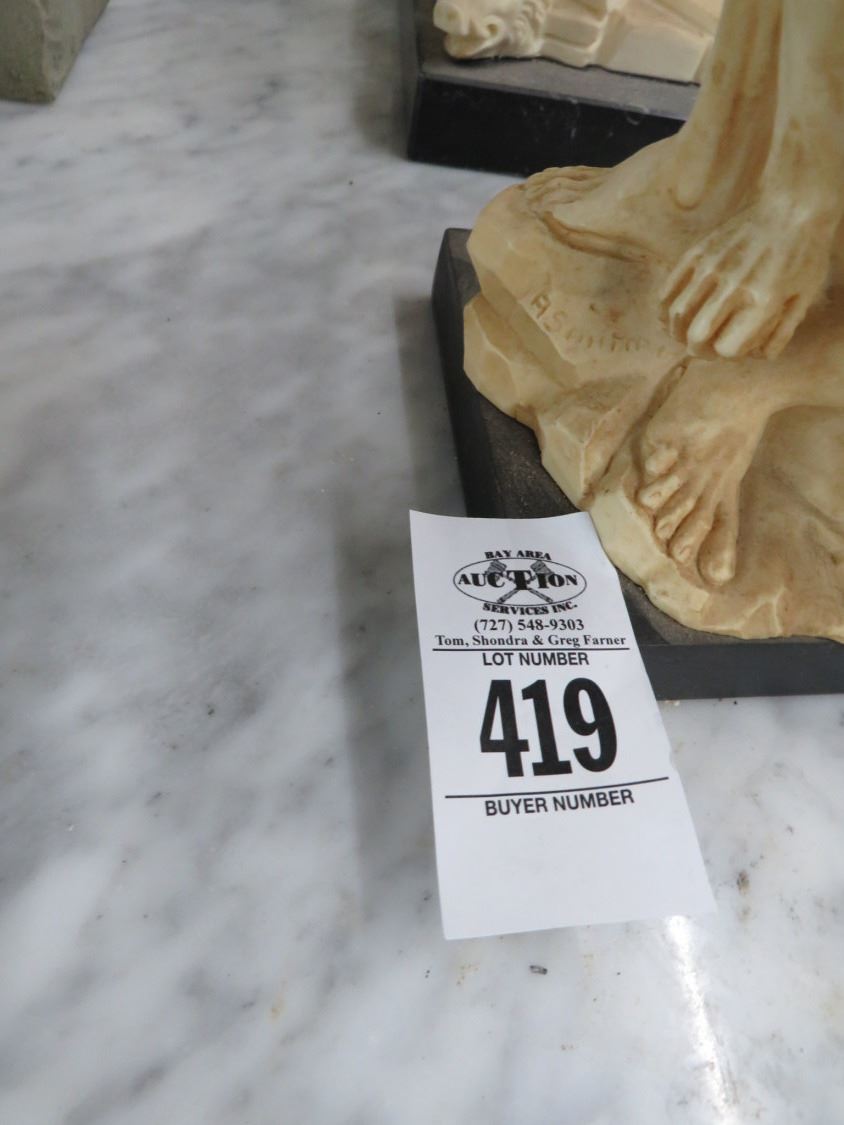 BAY AREA
AUCTION
SERVICES INC.
(727) 548-9303
Tom, Shondra & Greg Farner
LOT NUMBER
419
BUYER NUMBER